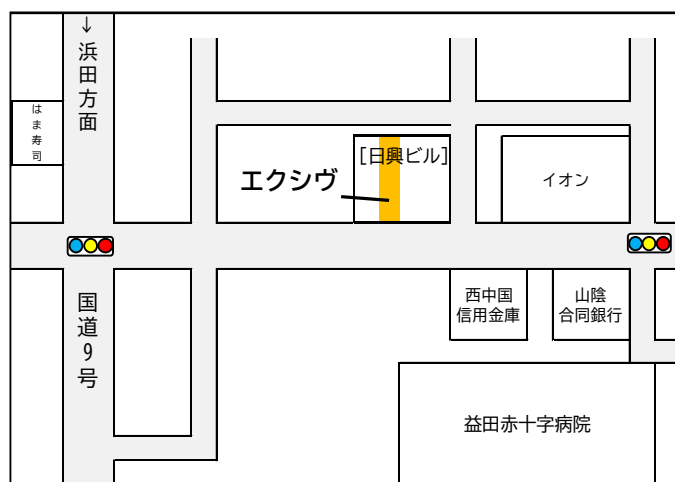 ↓浜田方面
はま寿司
[日興ビル]
エクシヴ
イオン
国道9号
西中国
信用金庫
山陰
合同銀行
益田赤十字病院